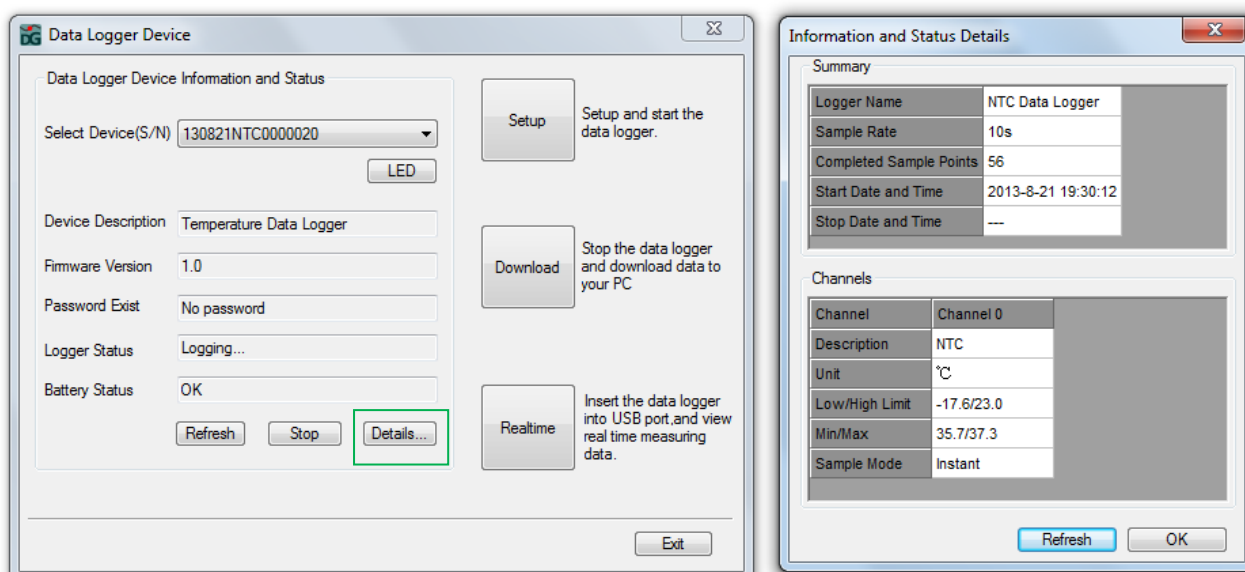 DG Data Logger Device
Data Logger Device Information and Status
Select Device(S/N) 130821NTC0000020
LED
Device Description Temperature Data Logger
Firmware Version 1.0
Password Exist No password
Logger Status Logging...
Battery Status OK
Refresh Stop Details...
Setup
Setup and start the
data logger.
Download
Stop the data logger
and download data to
your PC
Realtime
Insert the data logger
into USB port,and view
real time measuring
data.
Exit
Information and Status Details
Summary
Logger Name NTC Data Logger
Sample Rate 10s
Completed Sample Points 56
Start Date and Time 2013-8-21 19:30:12
Stop Date and Time ---
Channels
Channel Channel 0
Description NTC
Unit ℃
Low/High Limit -17.6/23.0
Min/Max 35.7/37.3
Sample Mode Instant
Refresh OK